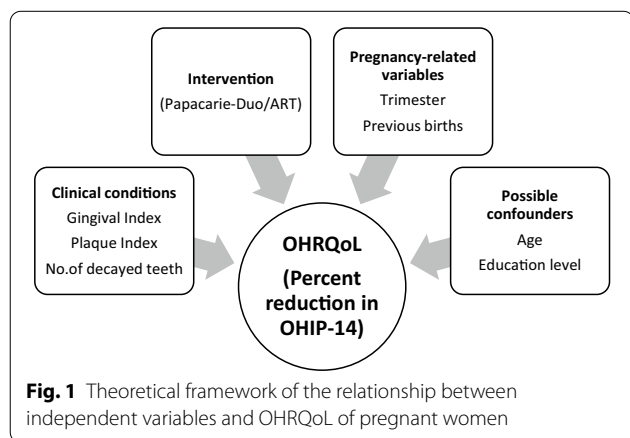 Intervention
(Papacarie-Duo/ART)
Pregnancy-related
variables
Trimester
Previous births
Clinical conditions
Gingival Index
Plaque Index
No.of decayed teeth
Possible
confounders
Age
Education level
OHRQoL
(Percent
reduction in
OHIP-14)
Fig. 1 Theoretical framework of the relationship between
independent variables and OHRQoL of pregnant women